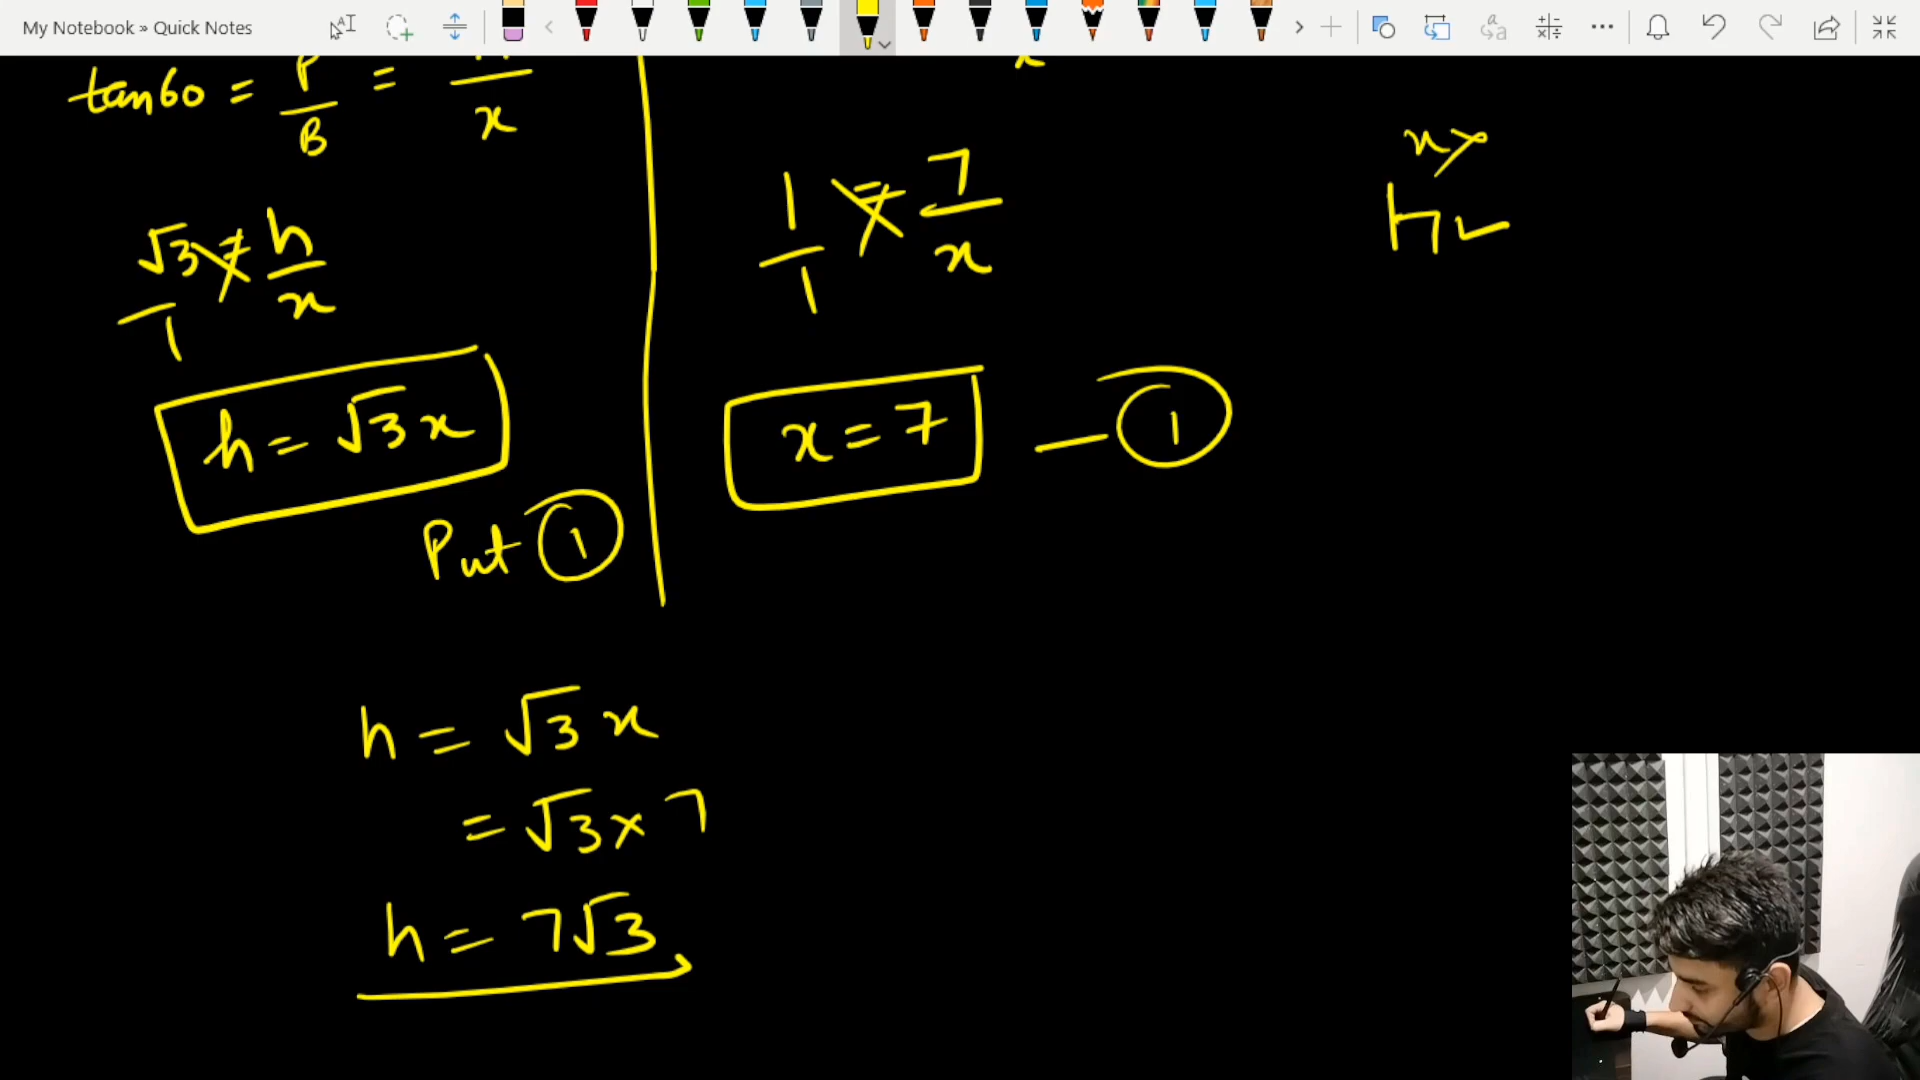 My Notebook » Quick Notes
tan60 = P/B = h/x
√3/1 = h/x
h = √3x
Put ①
1/1 = 7/x
x = 7 — ①
x
h
h = √3 x
= √3 × 7
h = 7√3